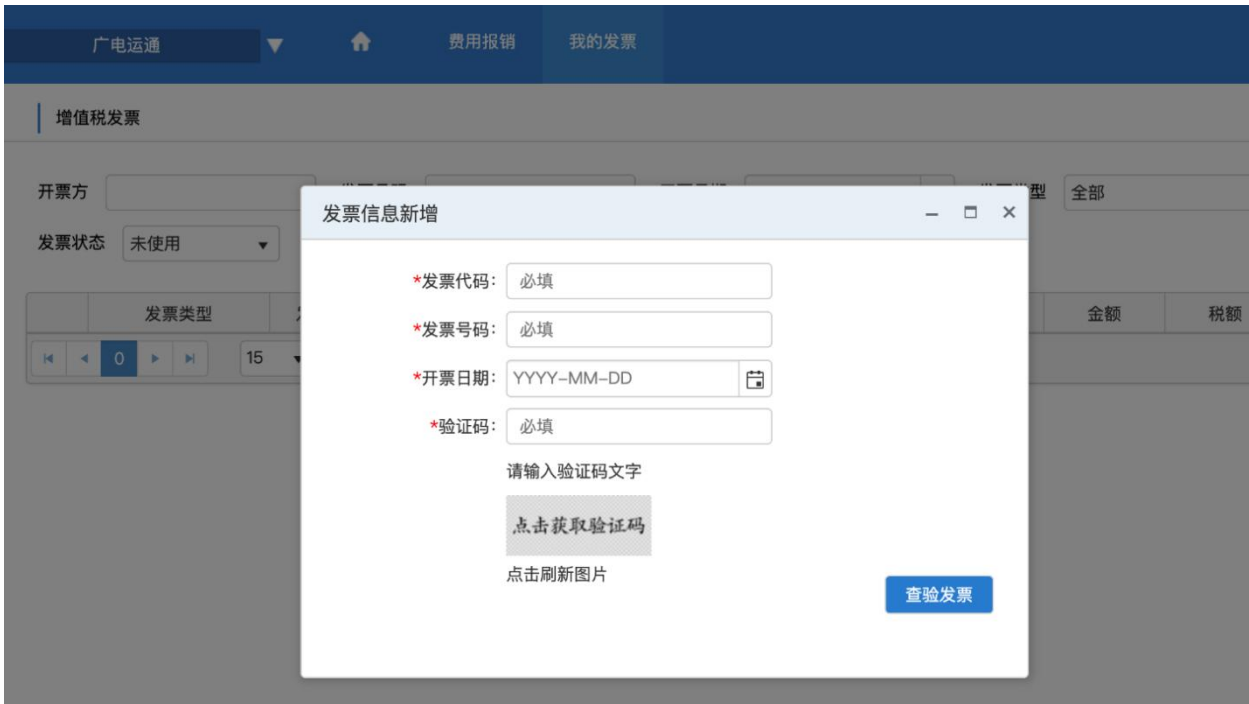 广电运通 费用报销 我的发票
增值税发票
开票方 型 全部
发票状态 未使用
发票类型 金额 税额
0 15
发票信息新增
*发票代码: 必填
*发票号码: 必填
*开票日期: YYYY-MM-DD
*验证码: 必填
请输入验证码文字
点击获取验证码
点击刷新图片
查验发票